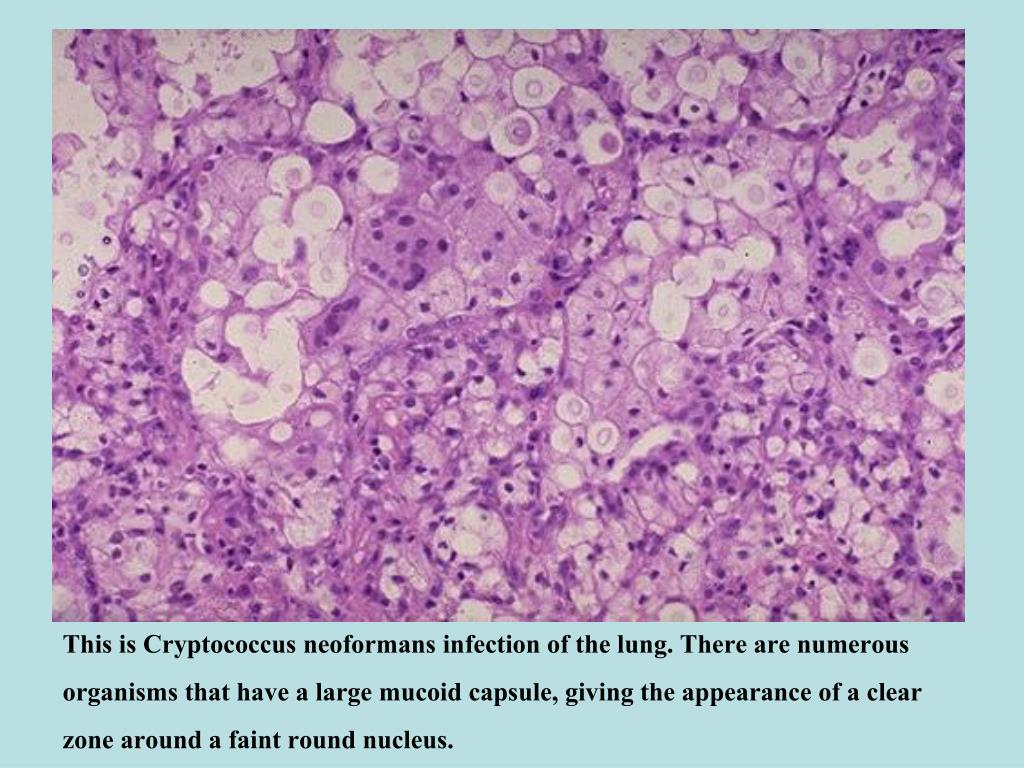 This is Cryptococcus neoformans infection of the lung. There are numerous
organisms that have a large mucoid capsule, giving the appearance of a clear
zone around a faint round nucleus.